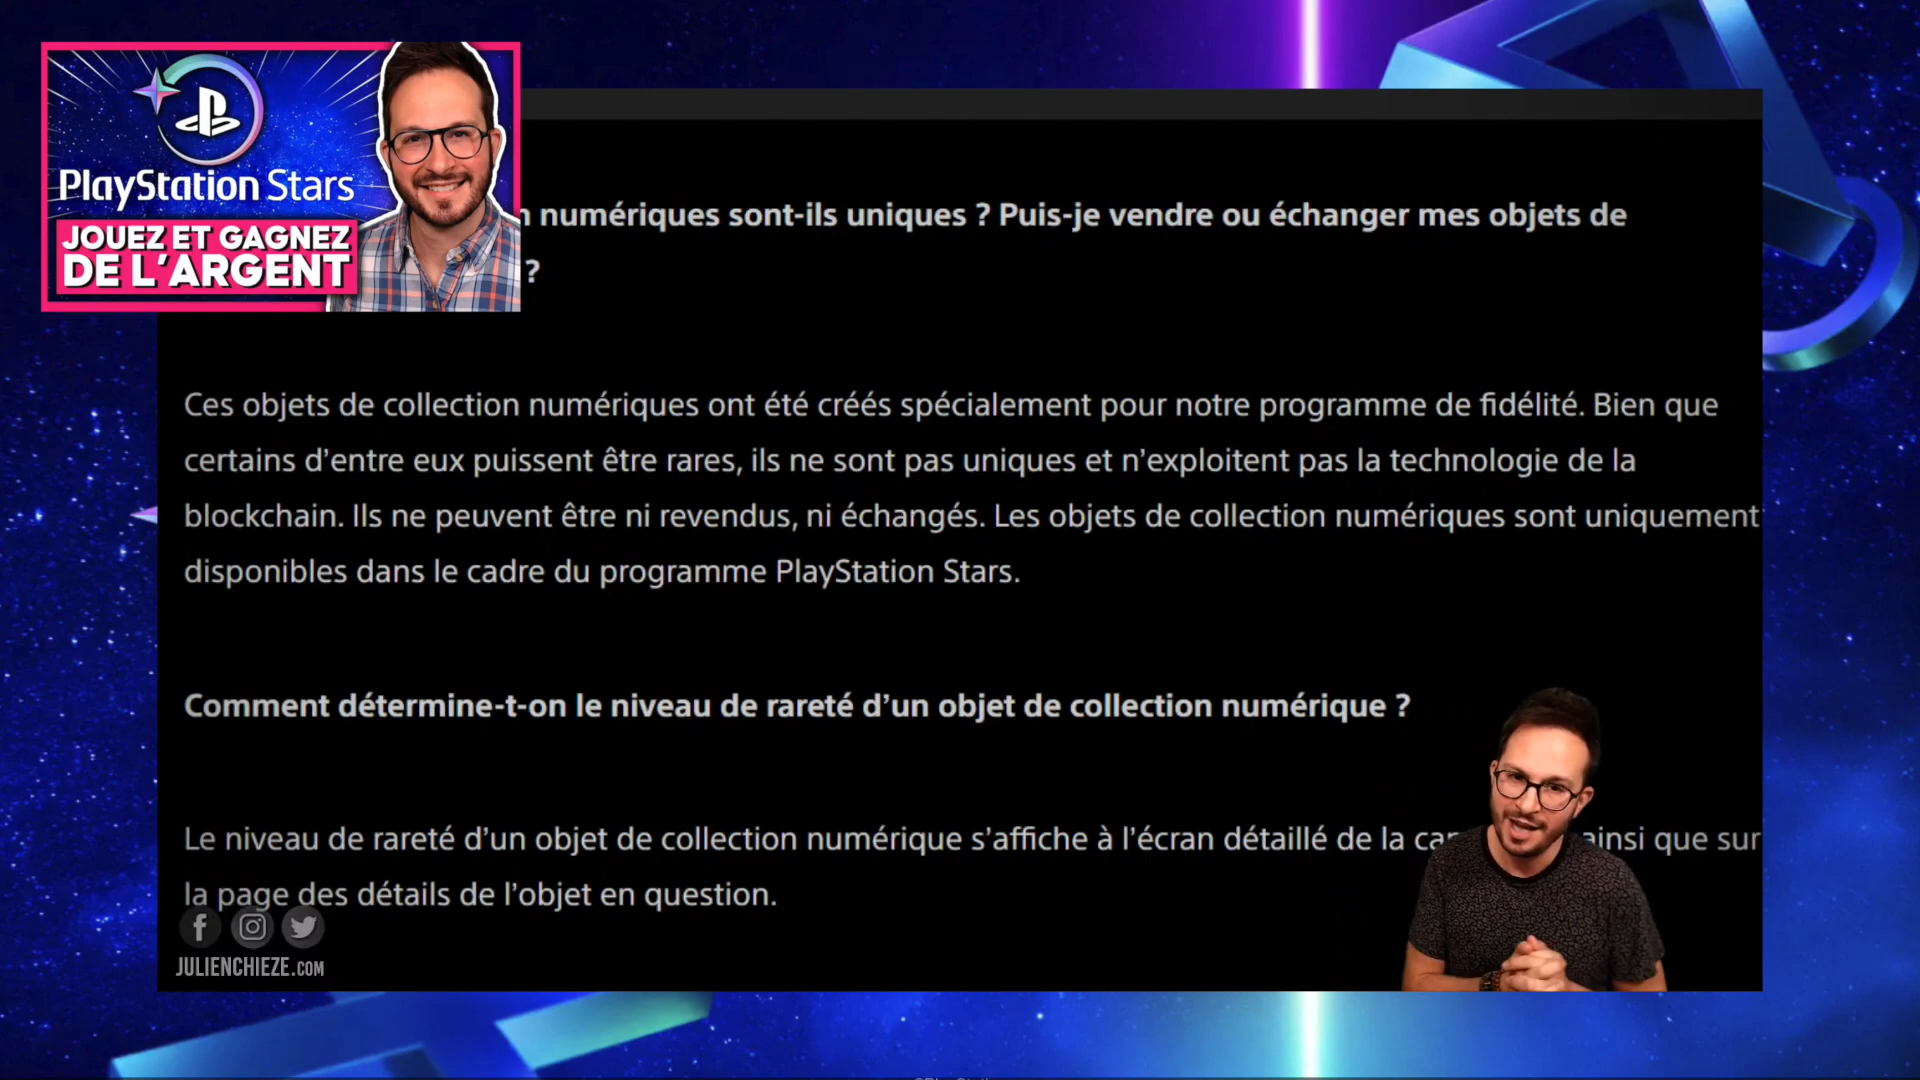 PlayStation Stars
JOUEZ ET GAGNEZ
DE L'ARGENT
n numériques sont-ils uniques ? Puis-je vendre ou échanger mes objets de
?
Ces objets de collection numériques ont été créés spécialement pour notre programme de fidélité. Bien que
certains d’entre eux puissent être rares, ils ne sont pas uniques et n’exploitent pas la technologie de la
blockchain. Ils ne peuvent être ni revendus, ni échangés. Les objets de collection numériques sont uniquement
disponibles dans le cadre du programme PlayStation Stars.
Comment détermine-t-on le niveau de rareté d’un objet de collection numérique ?
Le niveau de rareté d’un objet de collection numérique s’affiche à l’écran détaillé de la ainsi que sur
la page des détails de l’objet en question.
JULIENCHIEZE.COM